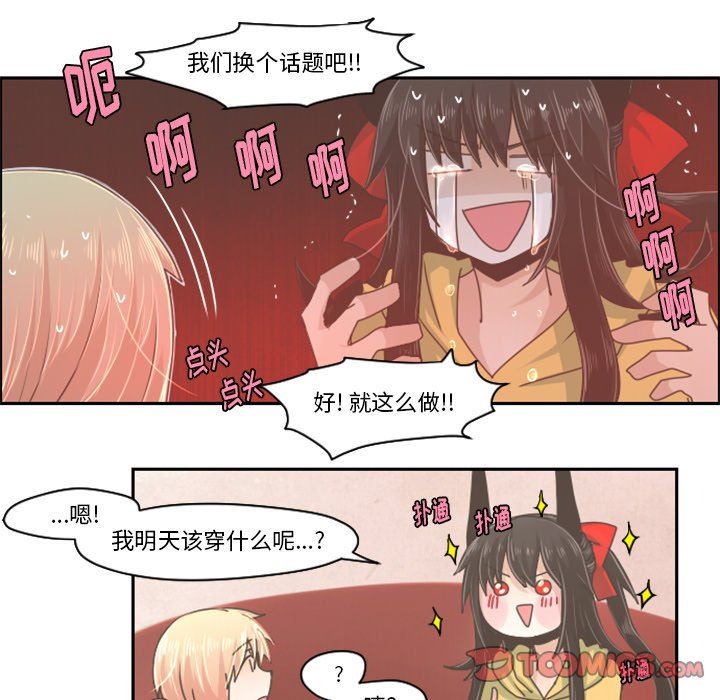 我们换个话题吧!!
呃
啊
啊
啊
啊
啊
啊
点头
点头
好! 就这么做!!
...嗯!
我明天该穿什么呢...?
扑通
扑通
?
扑通
TOOMICS.COM